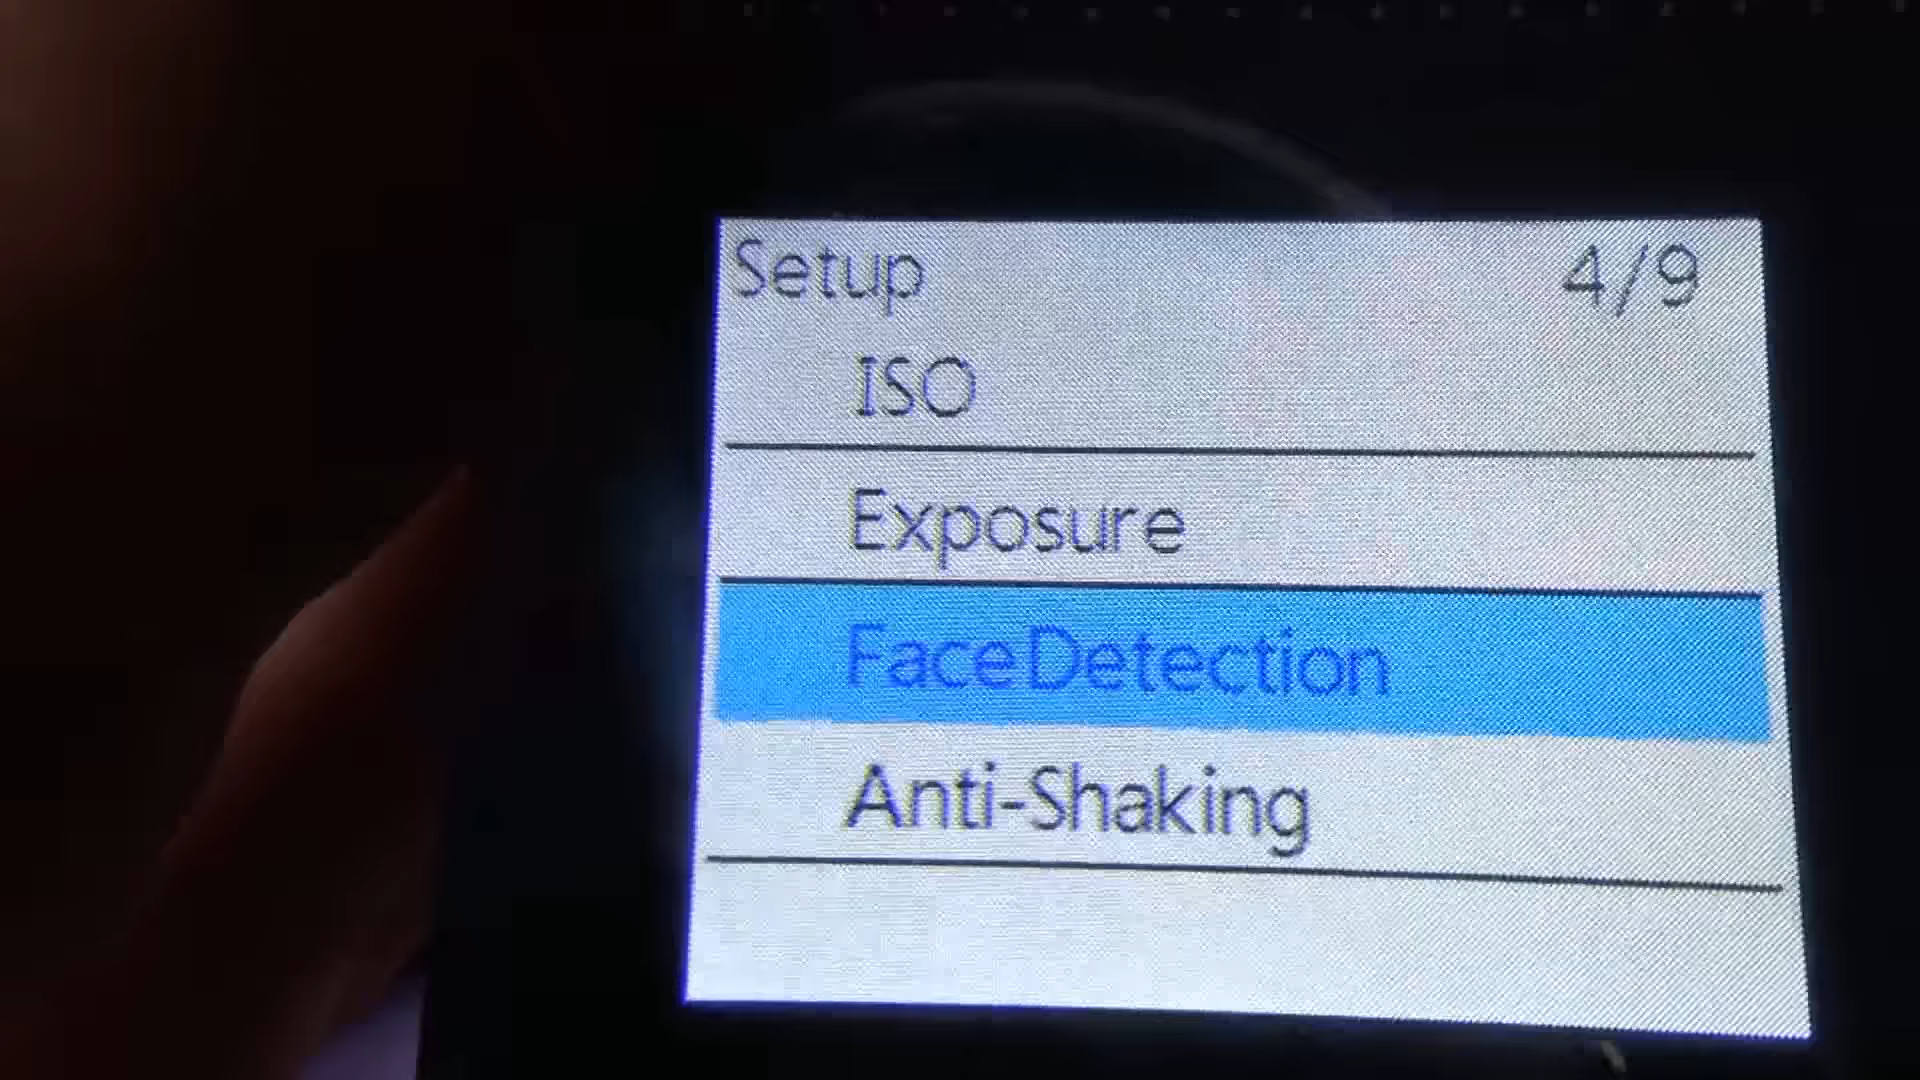 Setup 4/9
ISO
Exposure
FaceDetection
Anti-Shaking